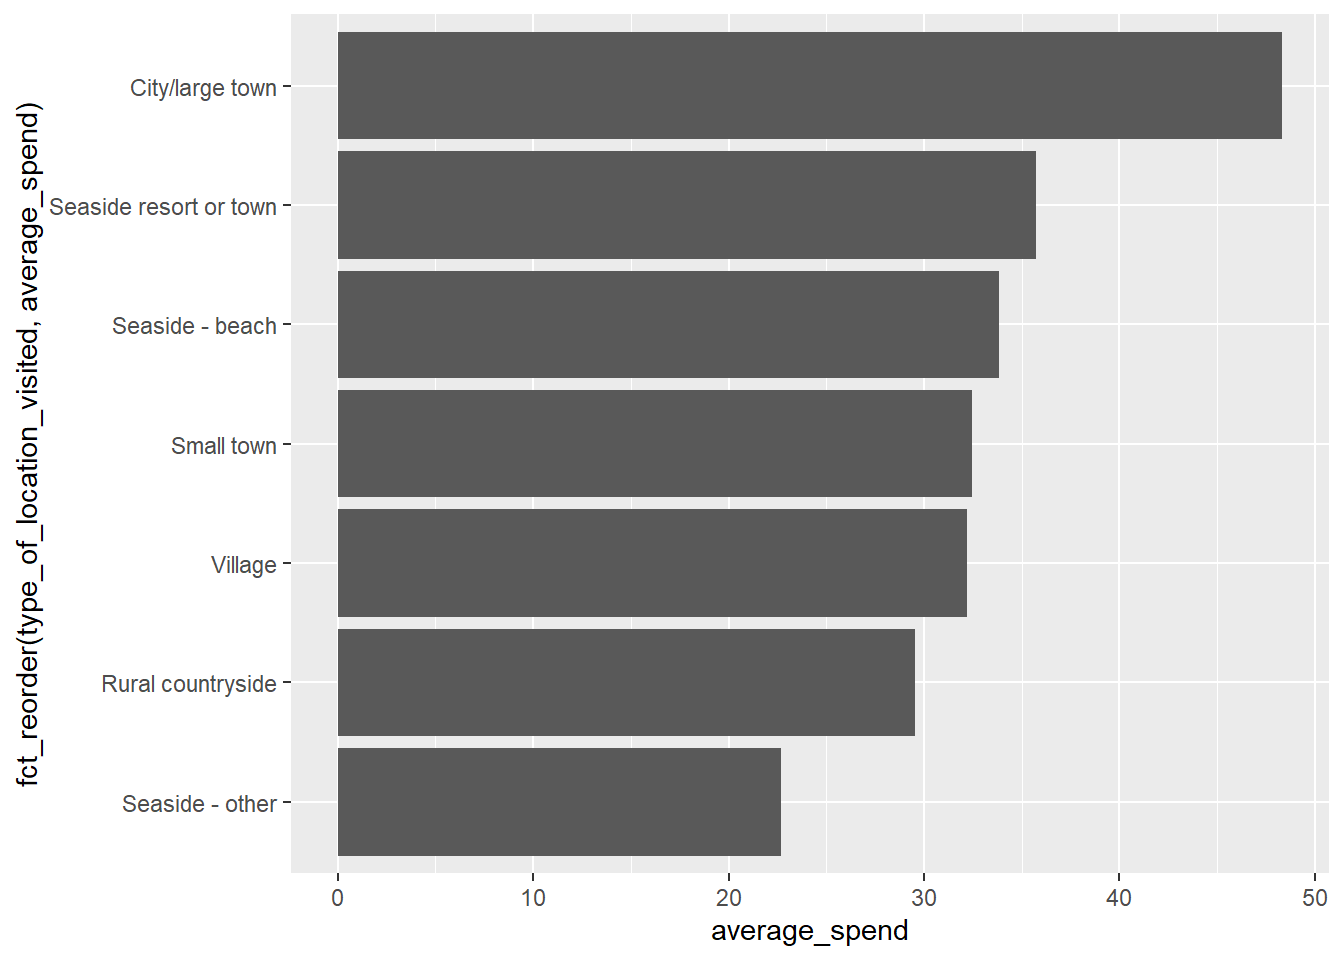 fct_reorder(type_of_location_visited, average_spend)
City/large town
Seaside resort or town
Seaside - beach
Small town
Village
Rural countryside
Seaside - other
0 10 20 30 40 50
average_spend